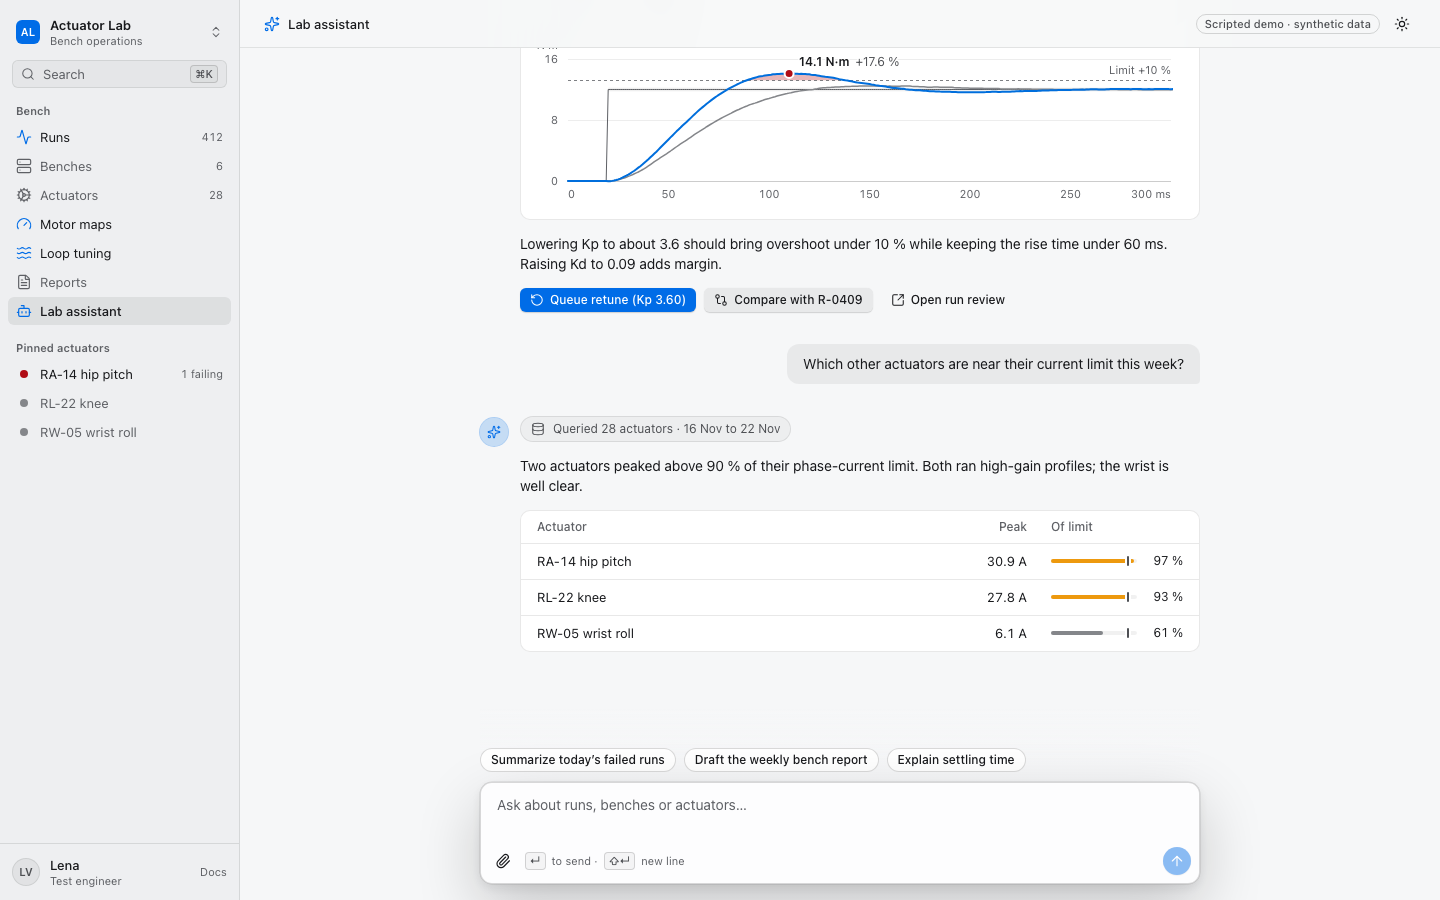 AL
Actuator Lab
Bench operations
Search
⌘K
Bench
Runs 412
Benches 6
Actuators 28
Motor maps
Loop tuning
Reports
Lab assistant
Pinned actuators
RA-14 hip pitch 1 failing
RL-22 knee
RW-05 wrist roll
LV
Lena
Test engineer
Docs
Lab assistant
Scripted demo · synthetic data
16
14.1 N·m +17.6 %
Limit +10 %
8
0
0 50 100 150 200 250 300 ms
Lowering Kp to about 3.6 should bring overshoot under 10 % while keeping the rise time under 60 ms.
Raising Kd to 0.09 adds margin.
Queue retune (Kp 3.60)
Compare with R-0409
Open run review
Which other actuators are near their current limit this week?
Queried 28 actuators · 16 Nov to 22 Nov
Two actuators peaked above 90 % of their phase-current limit. Both ran high-gain profiles; the wrist is
well clear.
Actuator Peak Of limit
RA-14 hip pitch 30.9 A 97 %
RL-22 knee 27.8 A 93 %
RW-05 wrist roll 6.1 A 61 %
Summarize today’s failed runs
Draft the weekly bench report
Explain settling time
Ask about runs, benches or actuators…
↵ to send · ⇧↵ new line